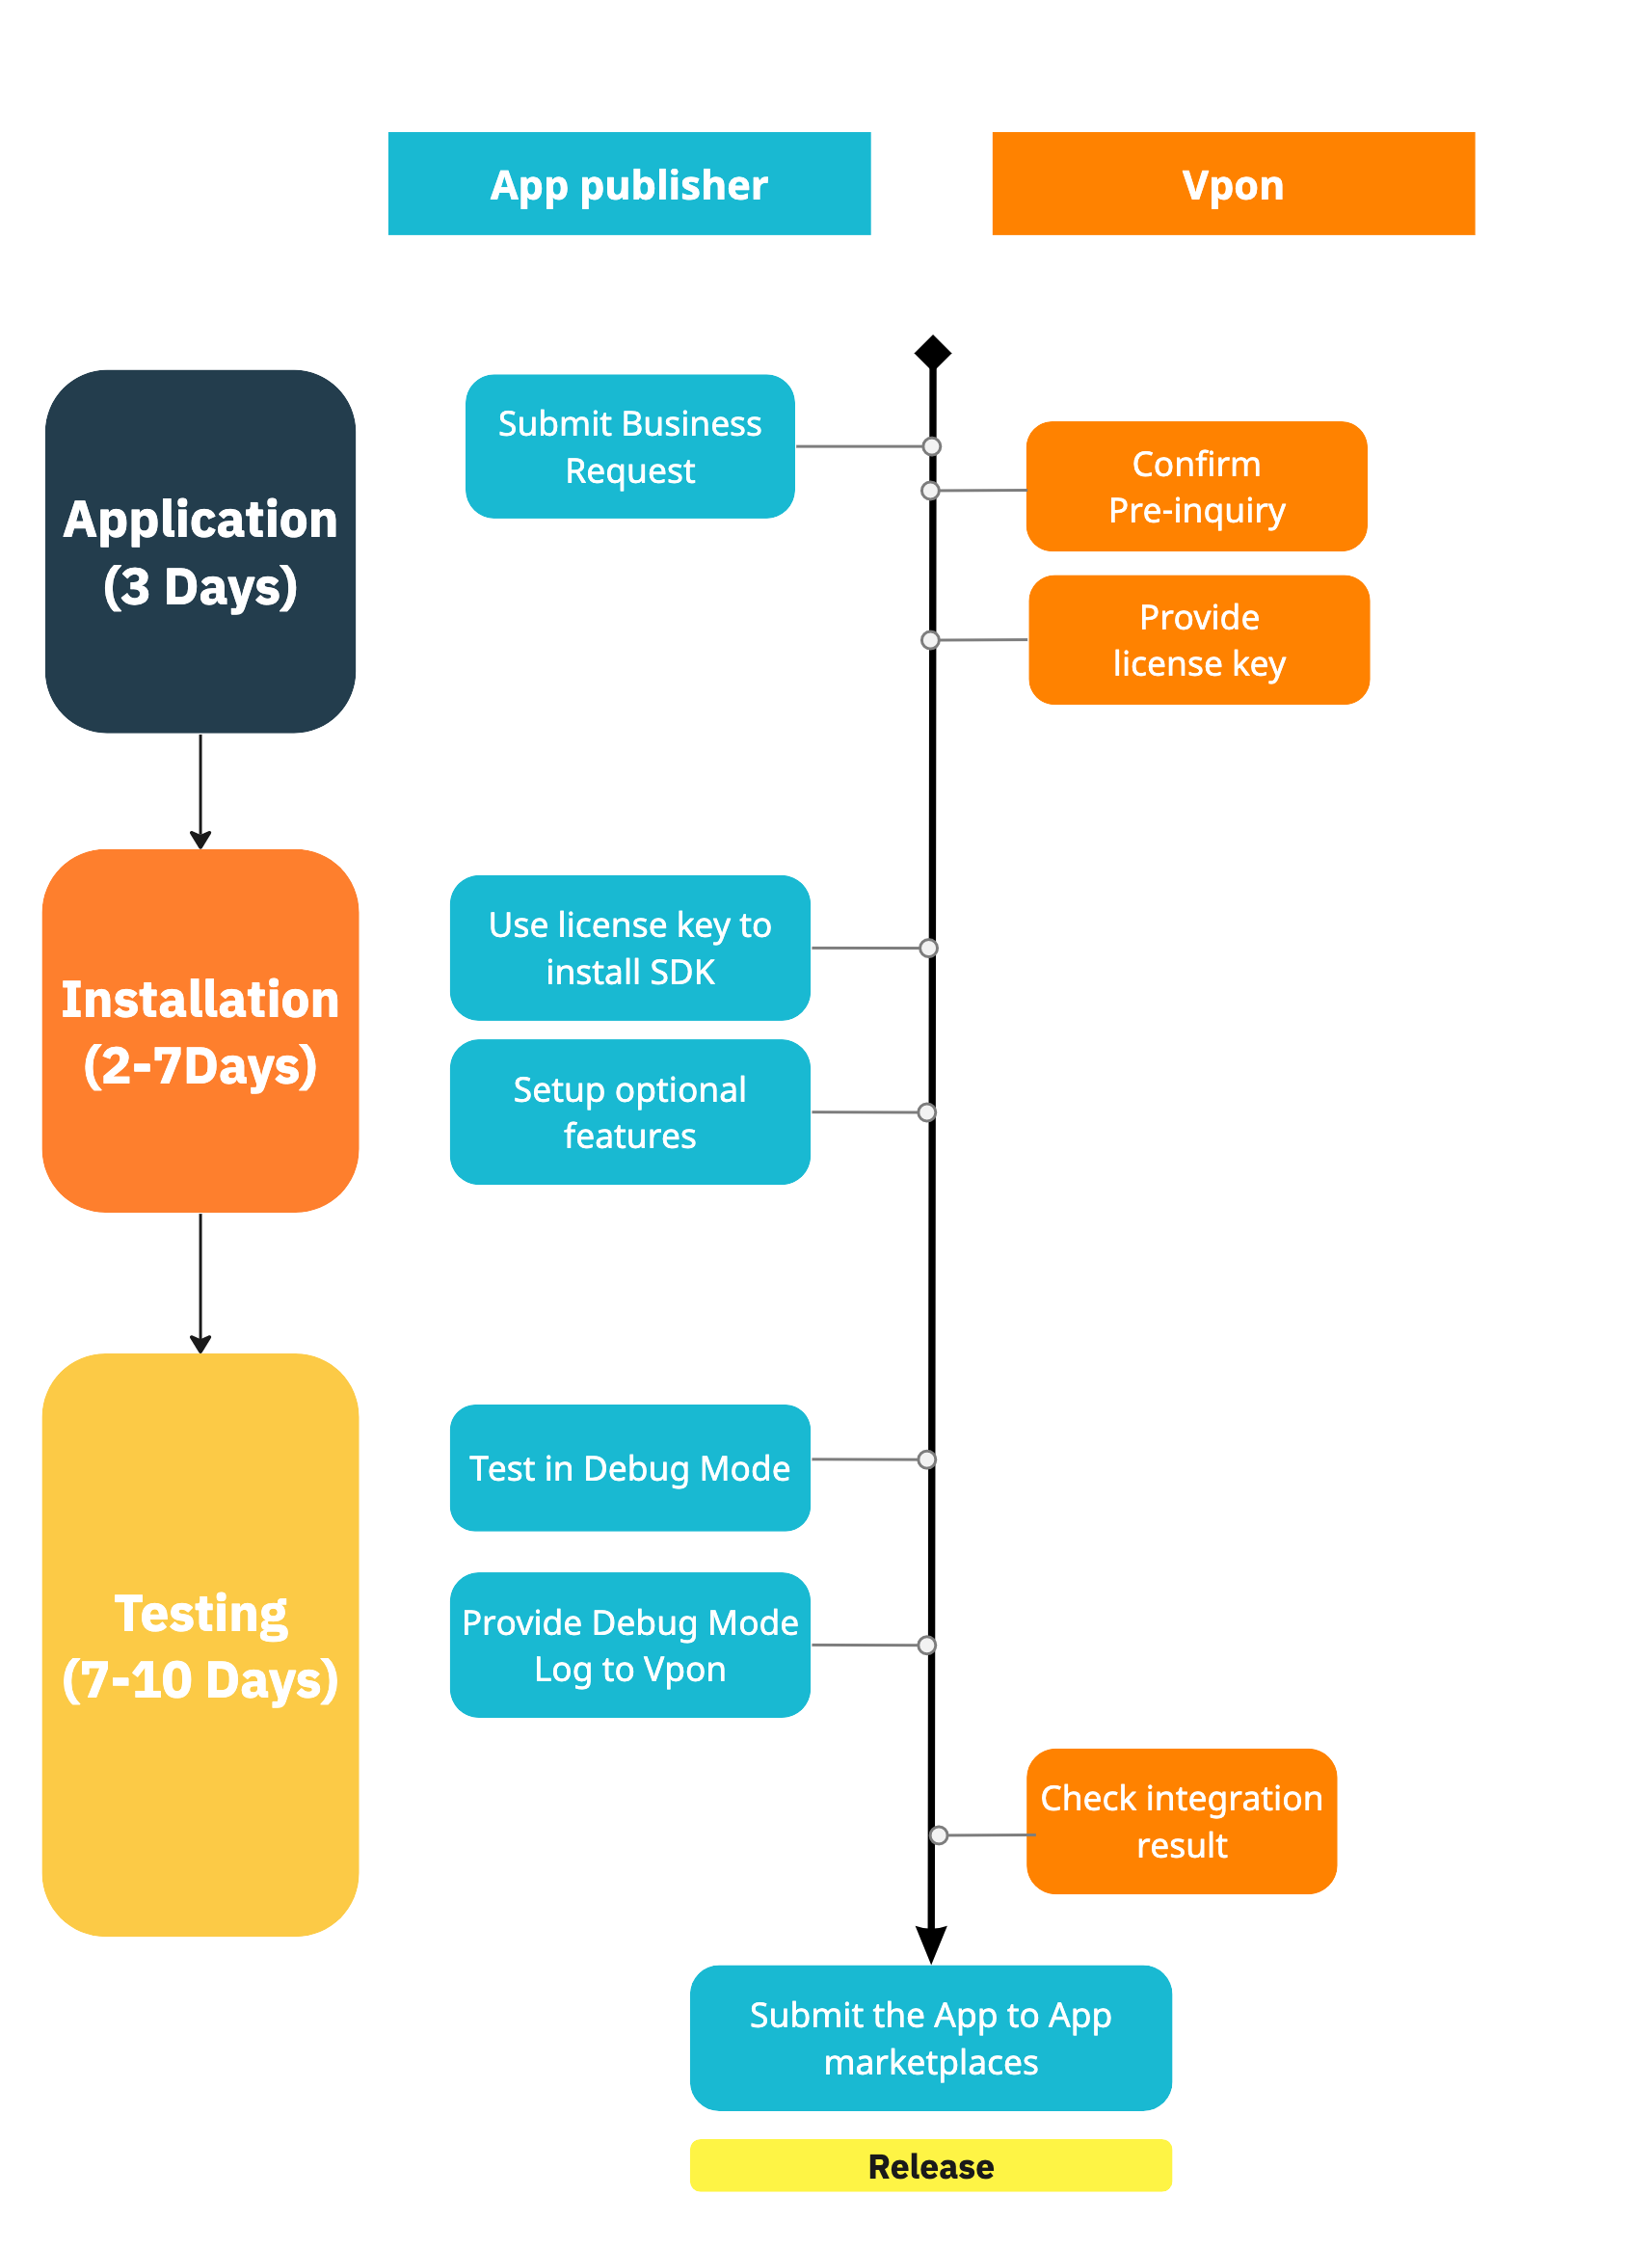 App publisher
Vpon
Application
(3 Days)
Submit Business
Request
Confirm
Pre-inquiry
Provide
license key
Installation
(2-7Days)
Use license key to
install SDK
Setup optional
features
Testing
(7-10 Days)
Test in Debug Mode
Provide Debug Mode
Log to Vpon
Check integration
result
Submit the App to App
marketplaces
Release